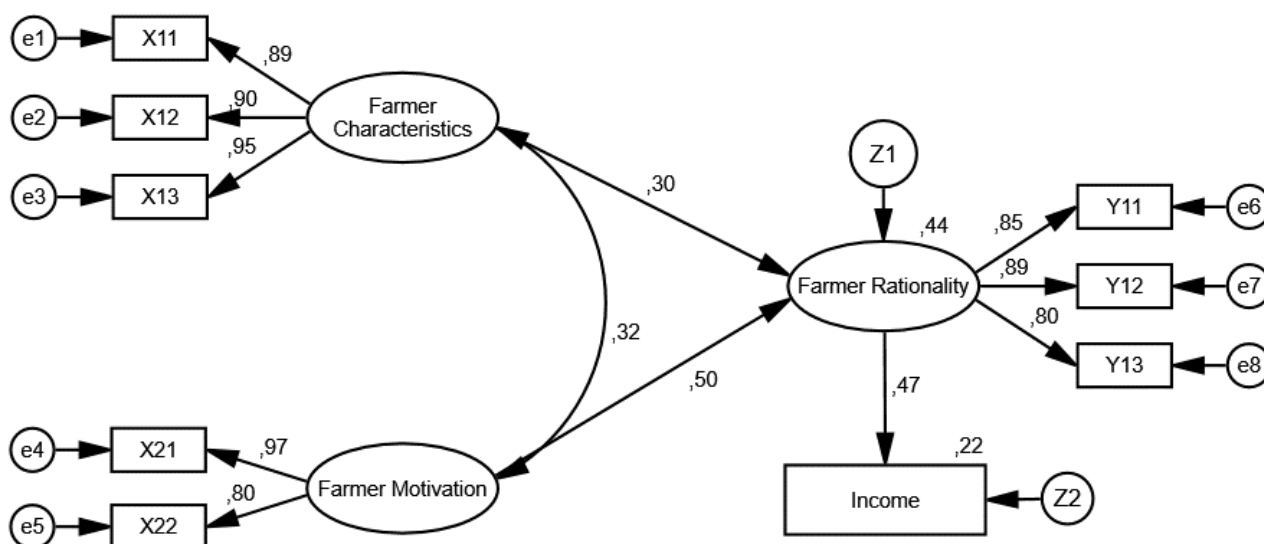 e1
X11
,89
e2
X12
,90
e3
X13
,95
Farmer
Characteristics
,30
,32
,50
Z1
,44
Farmer Rationality
,85
Y11
e6
,89
Y12
e7
,80
Y13
e8
,47
,22
Income
Z2
e4
X21
,97
e5
X22
,80
Farmer Motivation